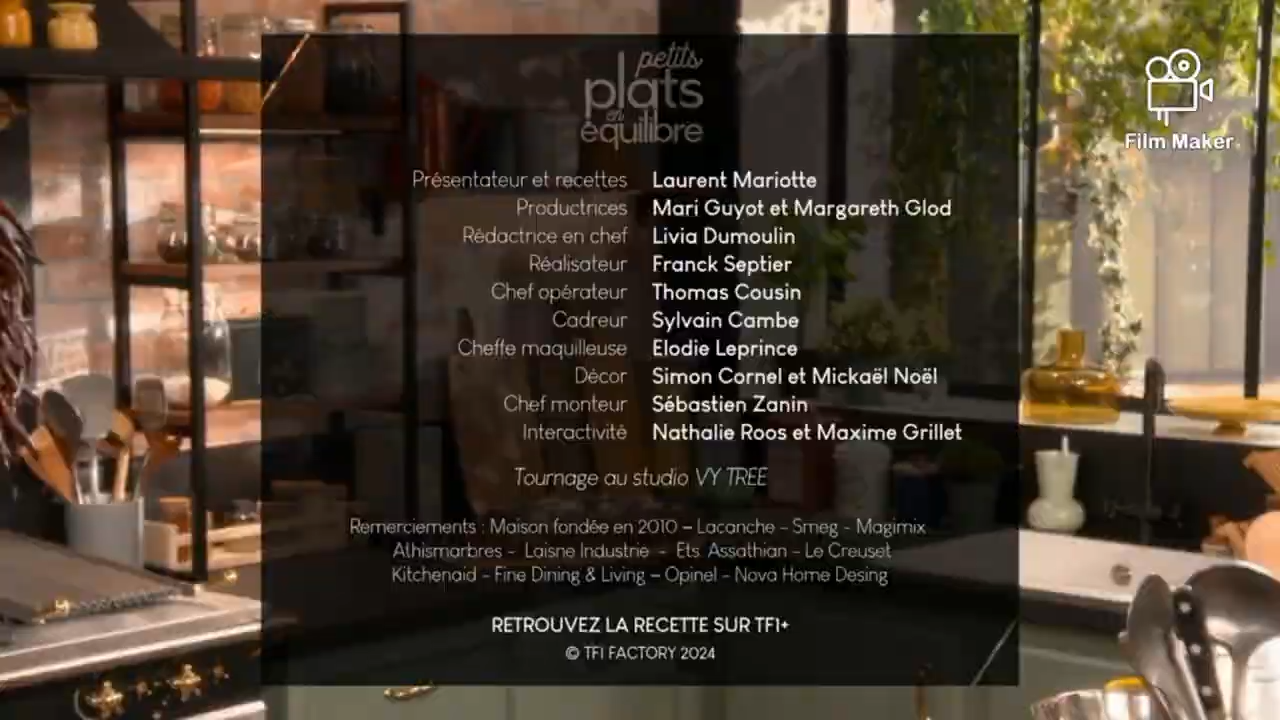 petits
plats
en
équilibre
Film Maker
Présentateur et recettes Laurent Mariotte
Productrices Mari Guyot et Margareth Glod
Rédactrice en chef Livia Dumoulin
Réalisateur Franck Septier
Chef opérateur Thomas Cousin
Cadreur Sylvain Cambe
Cheffe maquilleuse Elodie Leprince
Décor Simon Cornel et Mickaël Noël
Chef monteur Sébastien Zanin
Interactivité Nathalie Roos et Maxime Grillet
Tournage au studio VY TREE
Remerciements : Maison fondée en 2010 – Lacanche - Smeg - Magimix
Athismarbres - Laisne Industrie - Ets. Assathian - Le Creuset
Kitchenaid - Fine Dining & Living – Opinel - Nova Home Desing
RETROUVEZ LA RECETTE SUR TF1+
© TF1 FACTORY 2024